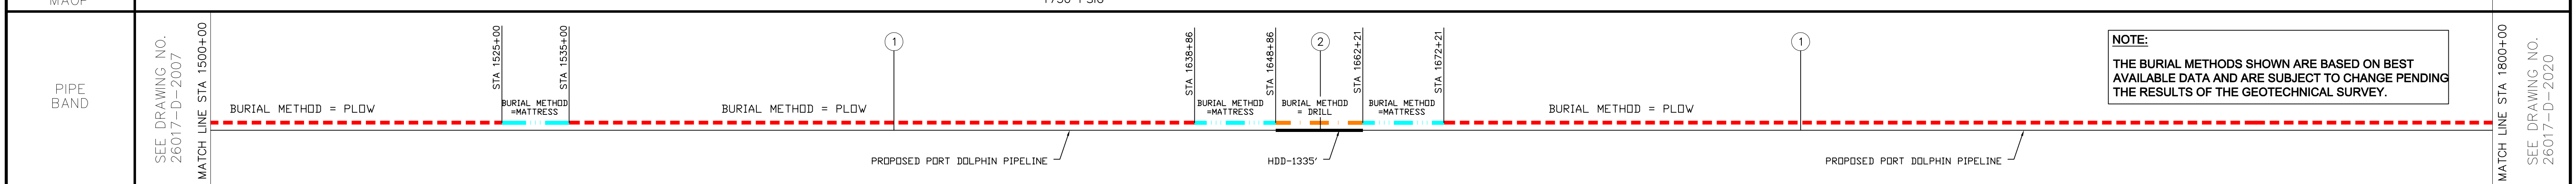 PIPE
BAND
SEE DRAWING NO.
26017-D-2007
MATCH LINE STA 1500+00
BURIAL METHOD = PLOW
STA 1525+00
BURIAL METHOD
=MATTRESS
STA 1535+00
BURIAL METHOD = PLOW
1
PROPOSED PORT DOLPHIN PIPELINE
STA 1638+86
BURIAL METHOD
=MATTRESS
STA 1648+86
2
BURIAL METHOD
= DRILL
HDD-1335'
STA 1662+21
BURIAL METHOD
=MATTRESS
STA 1672+21
BURIAL METHOD = PLOW
1
PROPOSED PORT DOLPHIN PIPELINE
NOTE:
THE BURIAL METHODS SHOWN ARE BASED ON BEST
AVAILABLE DATA AND ARE SUBJECT TO CHANGE PENDING
THE RESULTS OF THE GEOTECHNICAL SURVEY.
MATCH LINE STA 1800+00
SEE DRAWING NO.
26017-D-2020